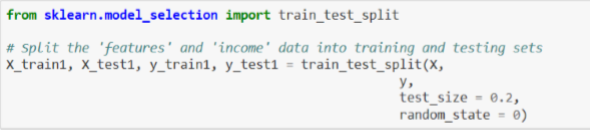 from sklearn.model_selection import train_test_split
# Split the 'features' and 'income' data into training and testing sets
X_train1, X_test1, y_train1, y_test1 = train_test_split(X,
y,
test_size = 0.2,
random_state = 0)